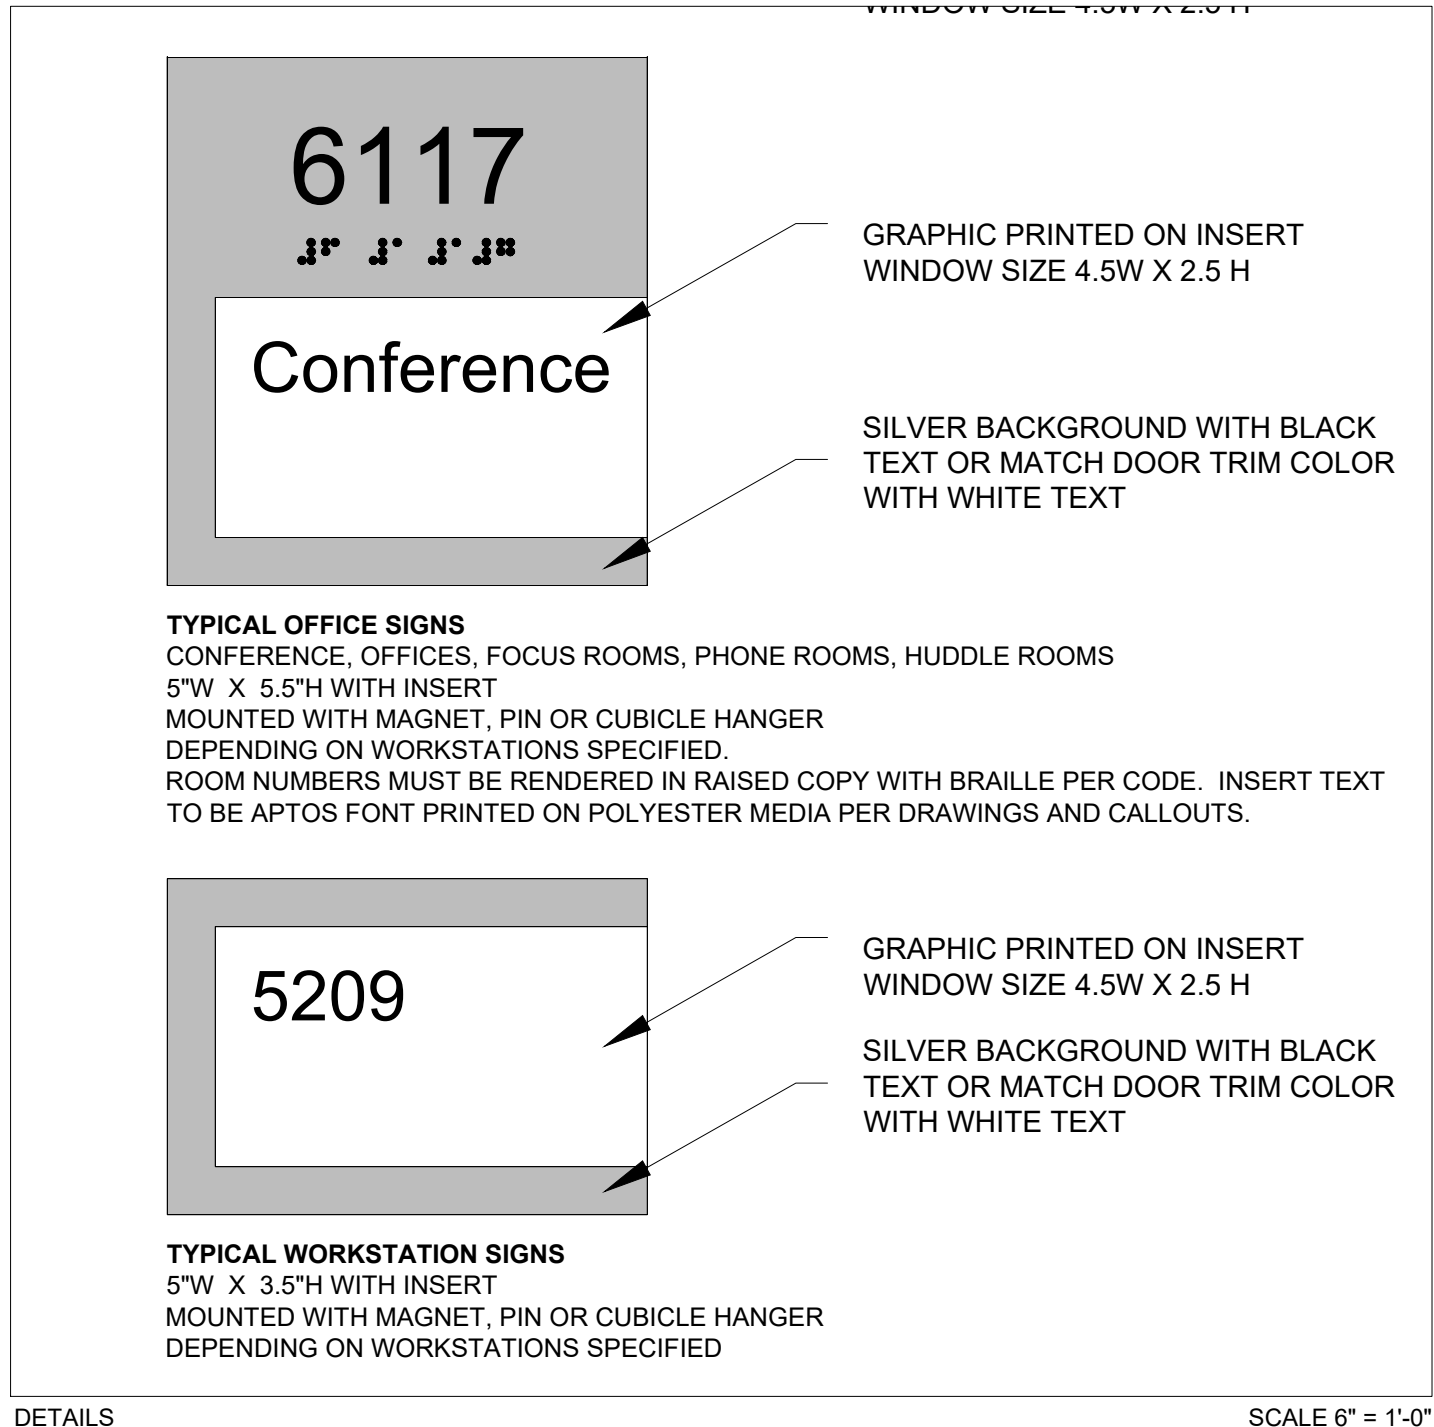 WINDOW SIZE 4.5W X 2.5 H
6117
⠼⠋ ⠼⠁ ⠼⠁ ⠼⠛
GRAPHIC PRINTED ON INSERT
WINDOW SIZE 4.5W X 2.5 H
Conference
SILVER BACKGROUND WITH BLACK
TEXT OR MATCH DOOR TRIM COLOR
WITH WHITE TEXT
TYPICAL OFFICE SIGNS
CONFERENCE, OFFICES, FOCUS ROOMS, PHONE ROOMS, HUDDLE ROOMS
5"W X 5.5"H WITH INSERT
MOUNTED WITH MAGNET, PIN OR CUBICLE HANGER
DEPENDING ON WORKSTATIONS SPECIFIED.
ROOM NUMBERS MUST BE RENDERED IN RAISED COPY WITH BRAILLE PER CODE. INSERT TEXT
TO BE APTOS FONT PRINTED ON POLYESTER MEDIA PER DRAWINGS AND CALLOUTS.
5209
GRAPHIC PRINTED ON INSERT
WINDOW SIZE 4.5W X 2.5 H
SILVER BACKGROUND WITH BLACK
TEXT OR MATCH DOOR TRIM COLOR
WITH WHITE TEXT
TYPICAL WORKSTATION SIGNS
5"W X 3.5"H WITH INSERT
MOUNTED WITH MAGNET, PIN OR CUBICLE HANGER
DEPENDING ON WORKSTATIONS SPECIFIED
DETAILS
SCALE 6" = 1'-0"